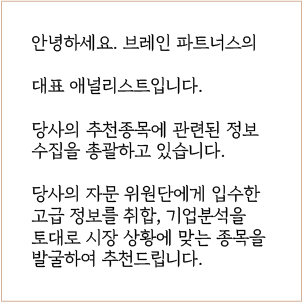 안녕하세요. 브레인 파트너스의
대표 애널리스트입니다.
당사의 추천종목에 관련된 정보
수집을 총괄하고 있습니다.
당사의 자문 위원단에게 입수한
고급 정보를 취합, 기업분석을
토대로 시장 상황에 맞는 종목을
발굴하여 추천드립니다.